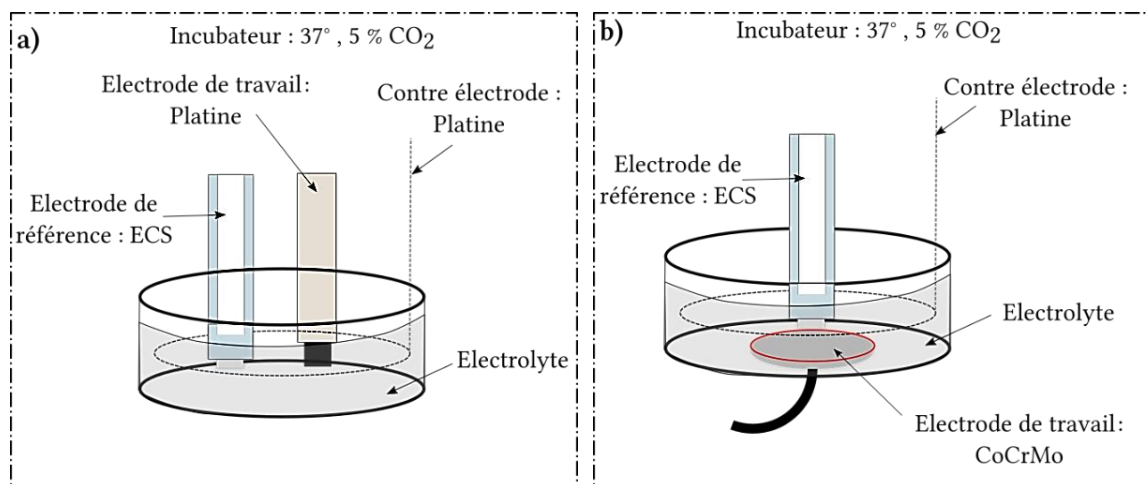 a)
Incubateur : 37° , 5 % CO2
Electrode de travail:
Platine
Contre électrode :
Platine
Electrode de
référence : ECS
Electrolyte
b)
Incubateur : 37° , 5 % CO2
Contre électrode :
Platine
Electrode de
référence : ECS
Electrolyte
Electrode de travail:
CoCrMo